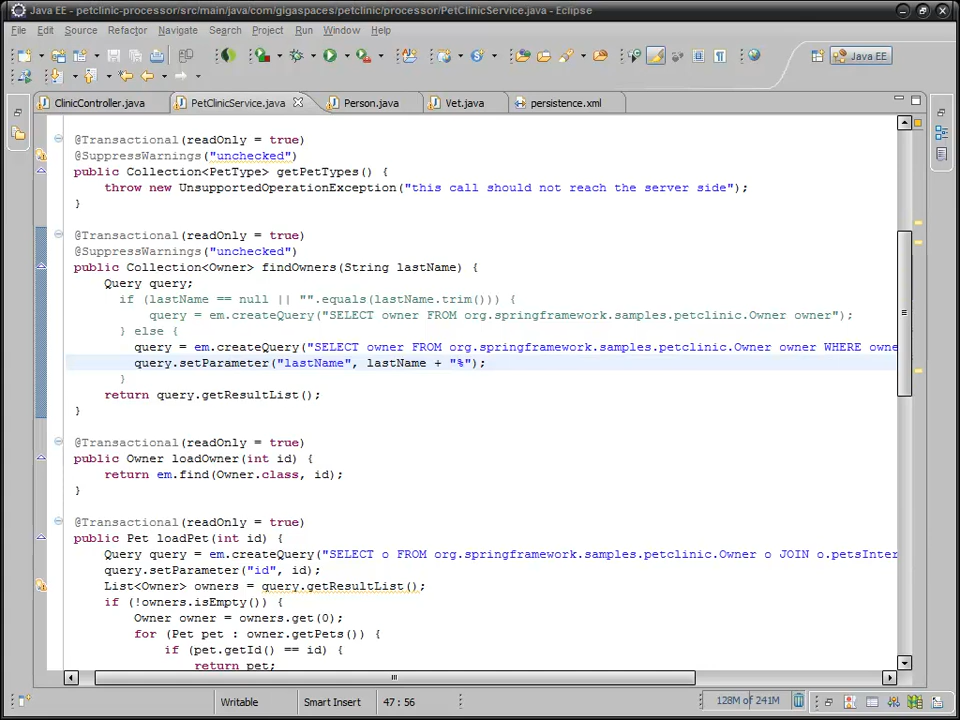 Java EE - petclinic-processor/src/main/java/com/gigaspaces/petclinic/processor/PetClinicService.java - Eclipse
File Edit Source Refactor Navigate Search Project Run Window Help
Java EE
ClinicController.java PetClinicService.java Person.java Vet.java persistence.xml
@Transactional(readOnly = true)
@SuppressWarnings("unchecked")
public Collection<PetType> getPetTypes() {
throw new UnsupportedOperationException("this call should not reach the server side");
}
@Transactional(readOnly = true)
@SuppressWarnings("unchecked")
public Collection<Owner> findOwners(String lastName) {
Query query;
if (lastName == null || "".equals(lastName.trim())) {
query = em.createQuery("SELECT owner FROM org.springframework.samples.petclinic.Owner owner");
} else {
query = em.createQuery("SELECT owner FROM org.springframework.samples.petclinic.Owner owner WHERE owne
query.setParameter("lastName", lastName + "%");
}
return query.getResultList();
}
@Transactional(readOnly = true)
public Owner loadOwner(int id) {
return em.find(Owner.class, id);
}
@Transactional(readOnly = true)
public Pet loadPet(int id) {
Query query = em.createQuery("SELECT o FROM org.springframework.samples.petclinic.Owner o JOIN o.petsInter
query.setParameter("id", id);
List<Owner> owners = query.getResultList();
if (!owners.isEmpty()) {
Owner owner = owners.get(0);
for (Pet pet : owner.getPets()) {
if (pet.getId() == id) {
return pet;
Writable Smart Insert 47 : 56 128M of 241M